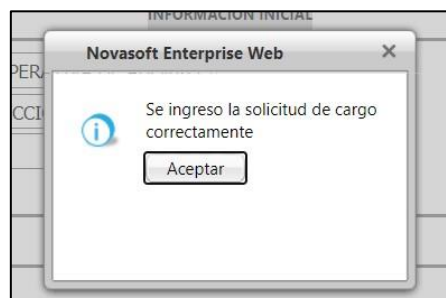 INFORMACION INICIAL
Novasoft Enterprise Web
Se ingreso la solicitud de cargo
correctamente
Aceptar